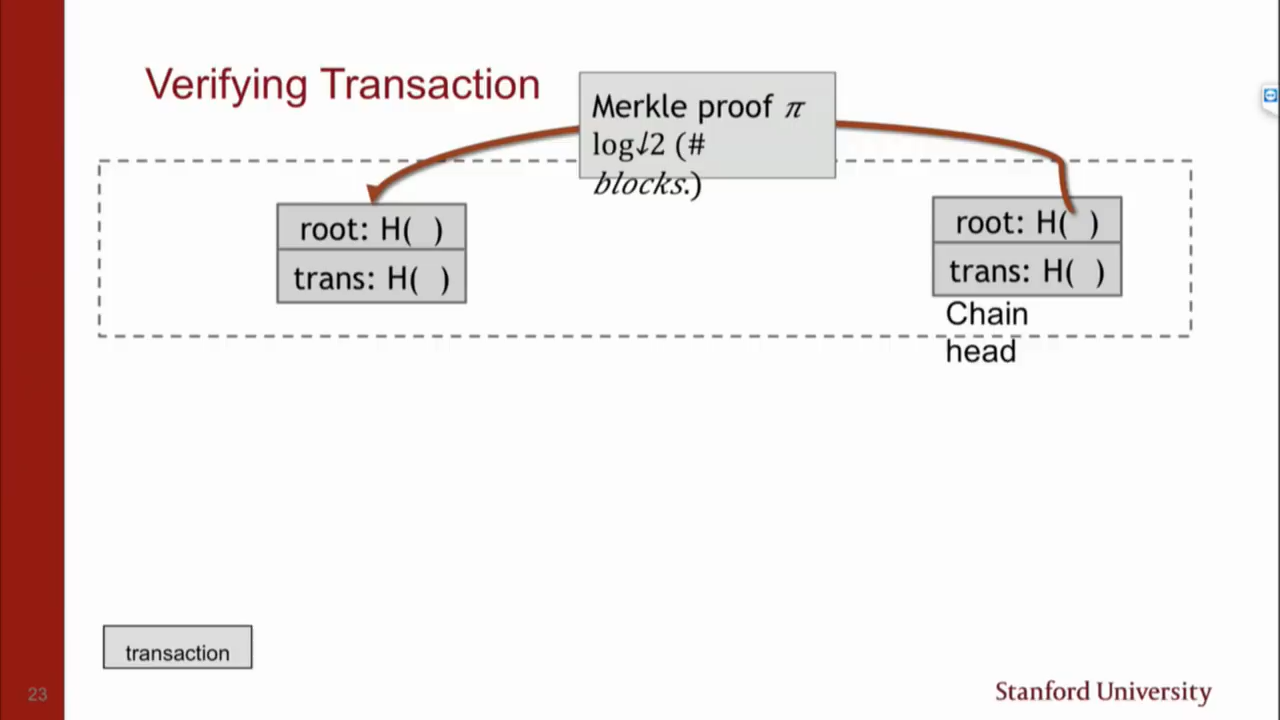 Verifying Transaction
Merkle proof π
log↓2 (#
blocks.)
root: H( )
trans: H( )
root: H( )
trans: H( )
Chain
head
transaction
23
Stanford University